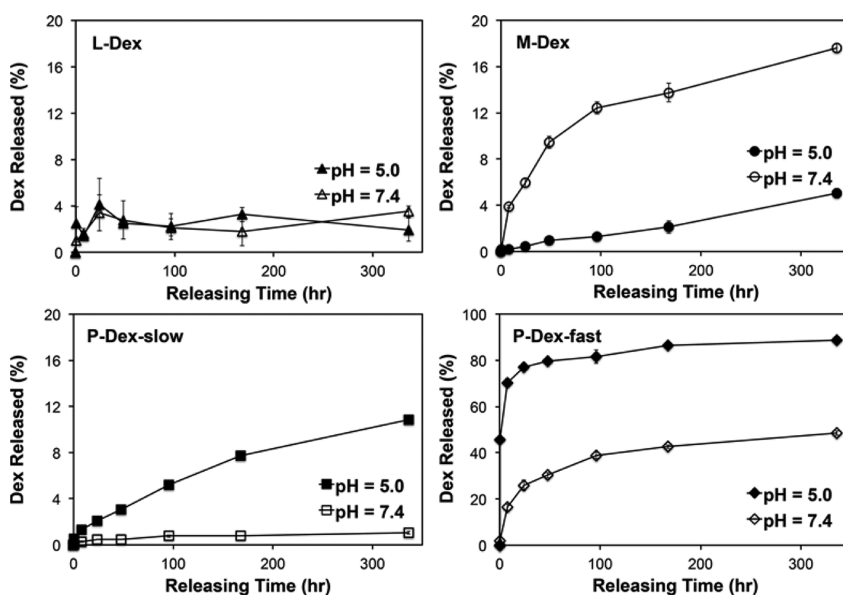 L-Dex
Dex Released (%)
20
16
12
8
4
0
pH = 5.0
pH = 7.4
0
100
200
300
Releasing Time (hr)
M-Dex
Dex Released (%)
20
16
12
8
4
0
pH = 5.0
pH = 7.4
0
100
200
300
Releasing Time (hr)
P-Dex-slow
Dex Released (%)
20
16
12
8
4
0
pH = 5.0
pH = 7.4
0
100
200
300
Releasing Time (hr)
P-Dex-fast
Dex Released (%)
100
80
60
40
20
0
pH = 5.0
pH = 7.4
0
100
200
300
Releasing Time (hr)